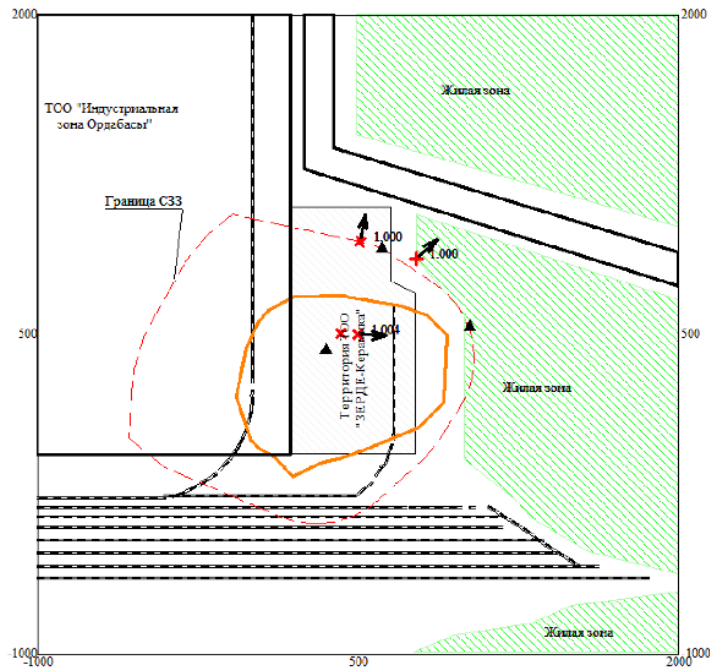 2000
2000
Жилая зона
ТОО "Индустриальная
зона Ордабасы"
Граница СЗЗ
1.000
1.000
500
1.004
500
Территория ТОО
"ЗЕРДЕ-Керамика"
Жилая зона
Жилая зона
-1000
1000
-1000
500
2000